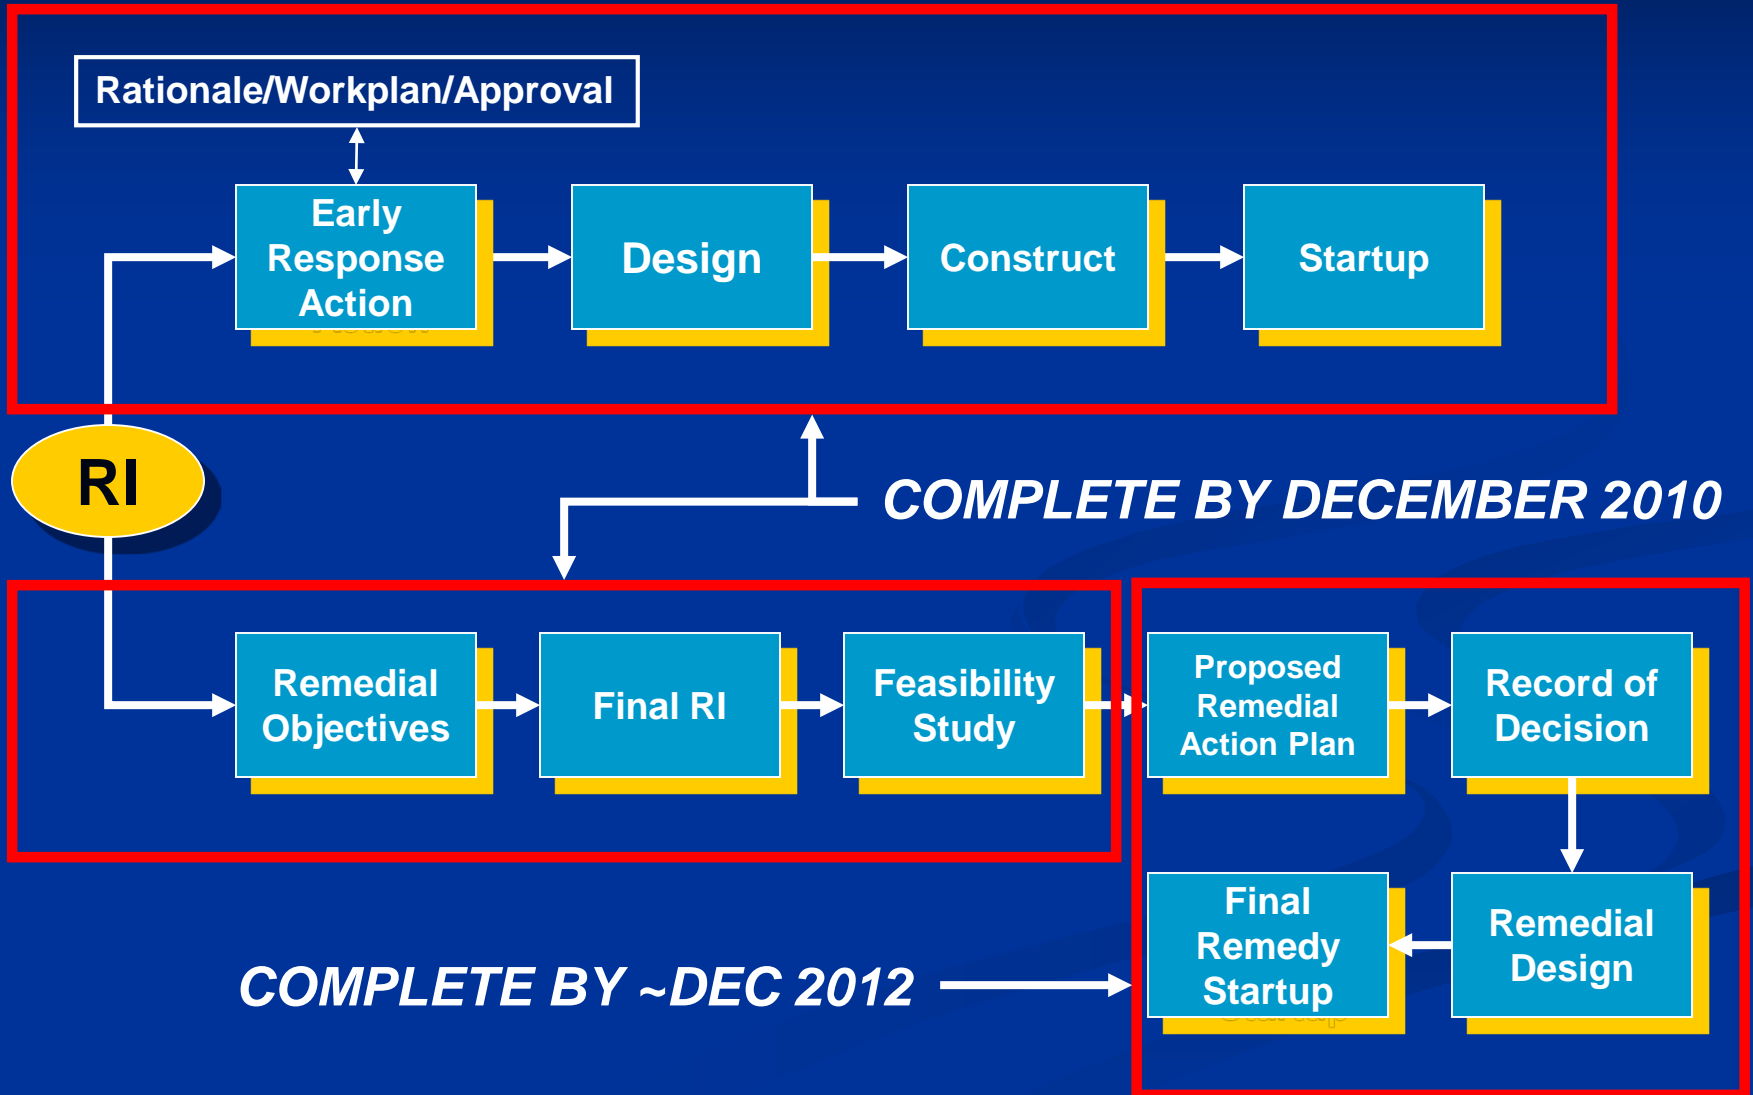 Rationale/Workplan/Approval
Early
Response
Action
Design
Construct
Startup
RI
COMPLETE BY DECEMBER 2010
Remedial
Objectives
Final RI
Feasibility
Study
Proposed
Remedial
Action Plan
Record of
Decision
Final
Remedy
Startup
Remedial
Design
COMPLETE BY ~DEC 2012